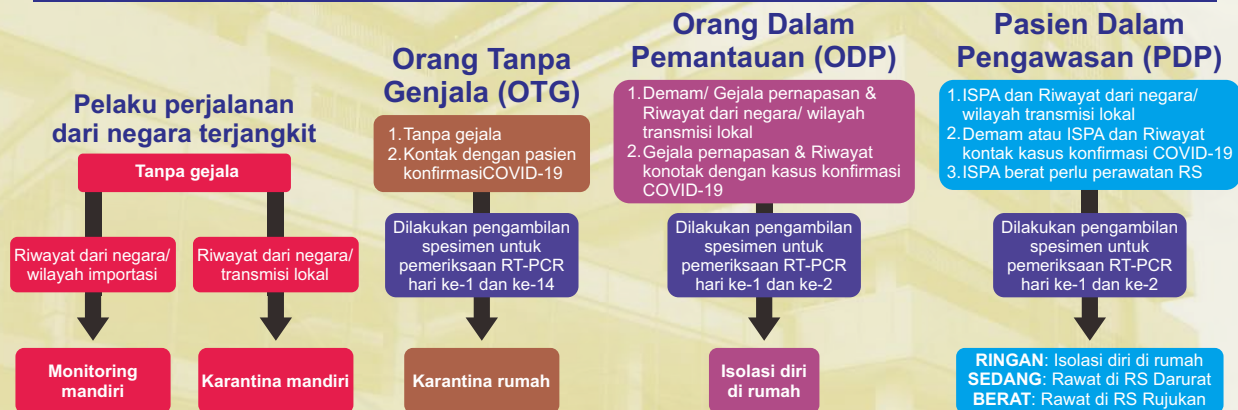 Pelaku perjalanan
dari negara terjangkit
Tanpa gejala
Riwayat dari negara/
wilayah importasi
Riwayat dari negara/
transmisi lokal
Monitoring
mandiri
Karantina mandiri
Orang Tanpa
Genjala (OTG)
1.Tanpa gejala
2.Kontak dengan pasien
konfirmasiCOVID-19
Dilakukan pengambilan
spesimen untuk
pemeriksaan RT-PCR
hari ke-1 dan ke-14
Karantina rumah
Orang Dalam
Pemantauan (ODP)
1.Demam/ Gejala pernapasan &
Riwayat dari negara/ wilayah
transmisi lokal
2.Gejala pernapasan & Riwayat
konotak dengan kasus konfirmasi
COVID-19
Dilakukan pengambilan
spesimen untuk
pemeriksaan RT-PCR
hari ke-1 dan ke-2
Isolasi diri
di rumah
Pasien Dalam
Pengawasan (PDP)
1.ISPA dan Riwayat dari negara/
wilayah transmisi lokal
2.Demam atau ISPA dan Riwayat
kontak kasus konfirmasi COVID-19
3.ISPA berat perlu perawatan RS
Dilakukan pengambilan
spesimen untuk
pemeriksaan RT-PCR
hari ke-1 dan ke-2
RINGAN: Isolasi diri di rumah
SEDANG: Rawat di RS Darurat
BERAT: Rawat di RS Rujukan